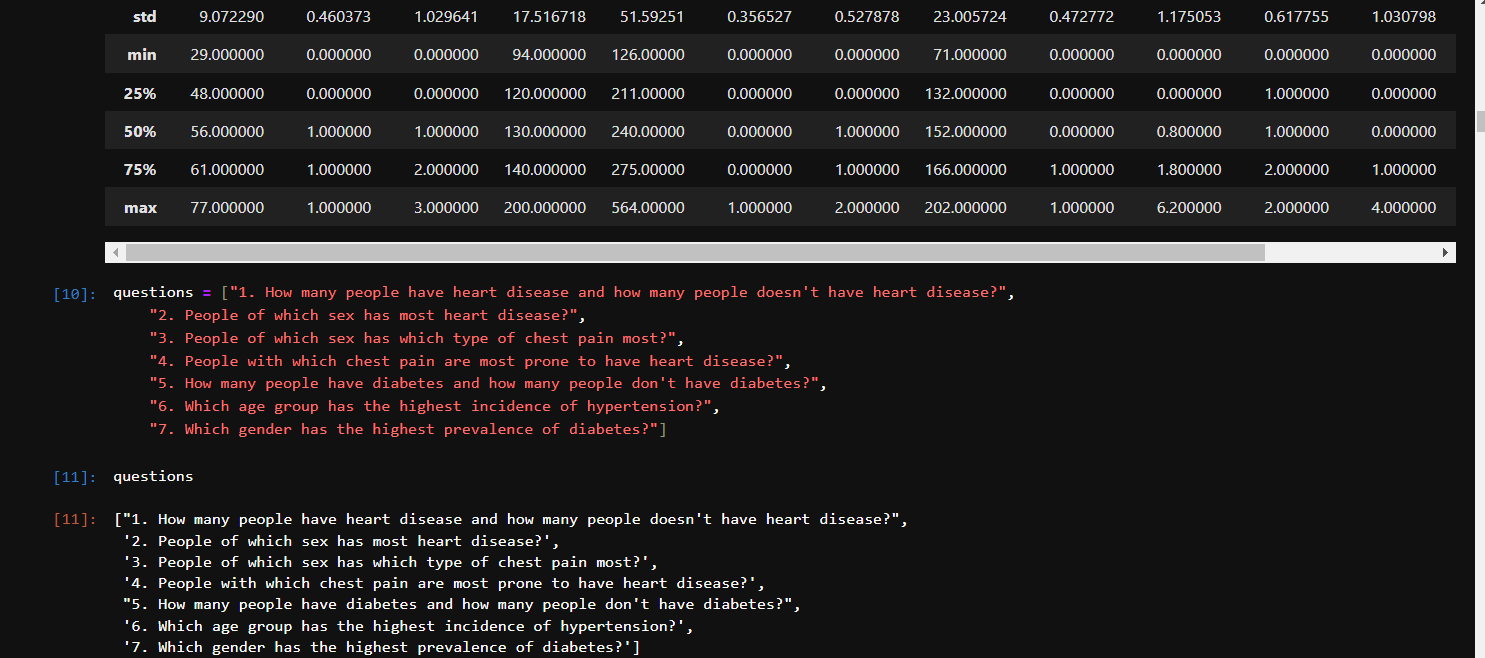 std 9.072290 0.460373 1.029641 17.516718 51.59251 0.356527 0.527878 23.005724 0.472772 1.175053 0.617755 1.030798
min 29.000000 0.000000 0.000000 94.000000 126.00000 0.000000 0.000000 71.000000 0.000000 0.000000 0.000000 0.000000
25% 48.000000 0.000000 0.000000 120.000000 211.00000 0.000000 0.000000 132.000000 0.000000 0.000000 1.000000 0.000000
50% 56.000000 1.000000 1.000000 130.000000 240.00000 0.000000 1.000000 152.000000 0.000000 0.800000 1.000000 0.000000
75% 61.000000 1.000000 2.000000 140.000000 275.00000 0.000000 1.000000 166.000000 1.000000 1.800000 2.000000 1.000000
max 77.000000 1.000000 3.000000 200.000000 564.00000 1.000000 2.000000 202.000000 1.000000 6.200000 2.000000 4.000000
[10]: questions = ["1. How many people have heart disease and how many people doesn't have heart disease?",
"2. People of which sex has most heart disease?",
"3. People of which sex has which type of chest pain most?",
"4. People with which chest pain are most prone to have heart disease?",
"5. How many people have diabetes and how many people don't have diabetes?",
"6. Which age group has the highest incidence of hypertension?",
"7. Which gender has the highest prevalence of diabetes?"]
[11]: questions
[11]: ["1. How many people have heart disease and how many people doesn't have heart disease?",
'2. People of which sex has most heart disease?',
'3. People of which sex has which type of chest pain most?',
'4. People with which chest pain are most prone to have heart disease?',
"5. How many people have diabetes and how many people don't have diabetes?",
'6. Which age group has the highest incidence of hypertension?',
'7. Which gender has the highest prevalence of diabetes?']